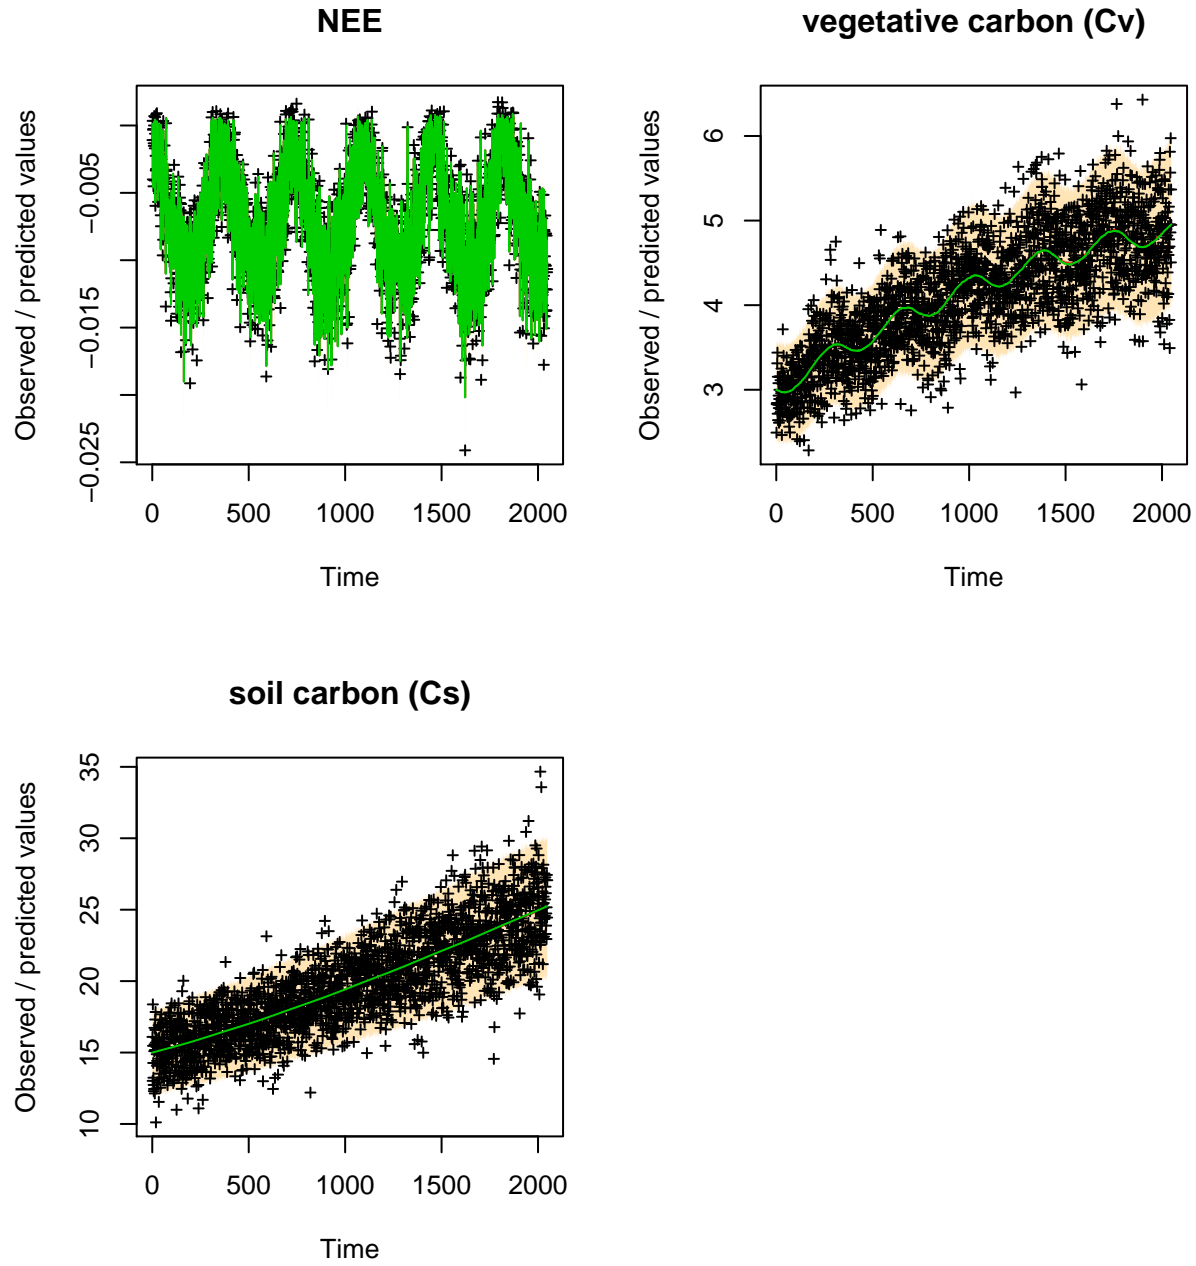 NEE
Observed / predicted values
−0.005
−0.015
−0.025
0 500 1000 1500 2000
Time
vegetative carbon (Cv)
Observed / predicted values
6
5
4
3
0 500 1000 1500 2000
Time
soil carbon (Cs)
Observed / predicted values
35
30
25
20
15
10
0 500 1000 1500 2000
Time